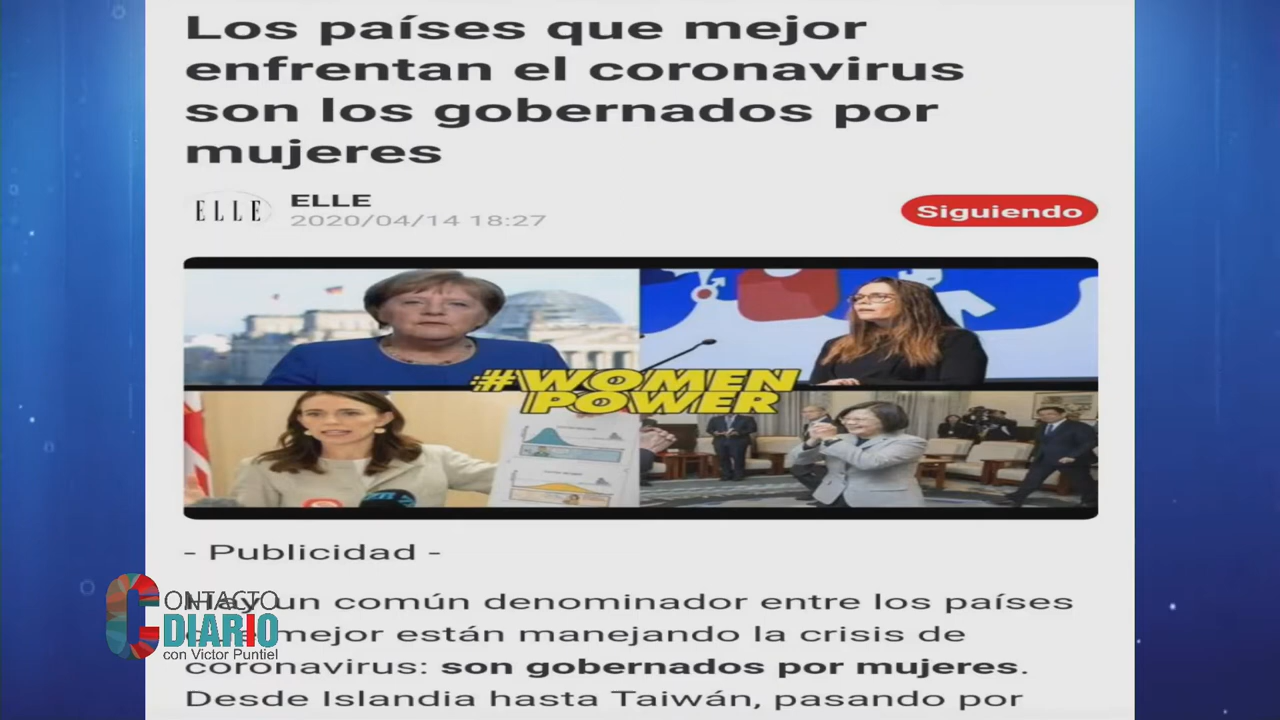 Los países que mejor
enfrentan el coronavirus
son los gobernados por
mujeres
ELLE
ELLE
2020/04/14 18:27
Siguiendo
#WOMEN
POWER
- Publicidad -
Hay un común denominador entre los países
mejor están manejando la crisis de
coronavirus: son gobernados por mujeres.
Desde Islandia hasta Taiwán, pasando por
CONTACTO
DIARIO
con Victor Puntiel